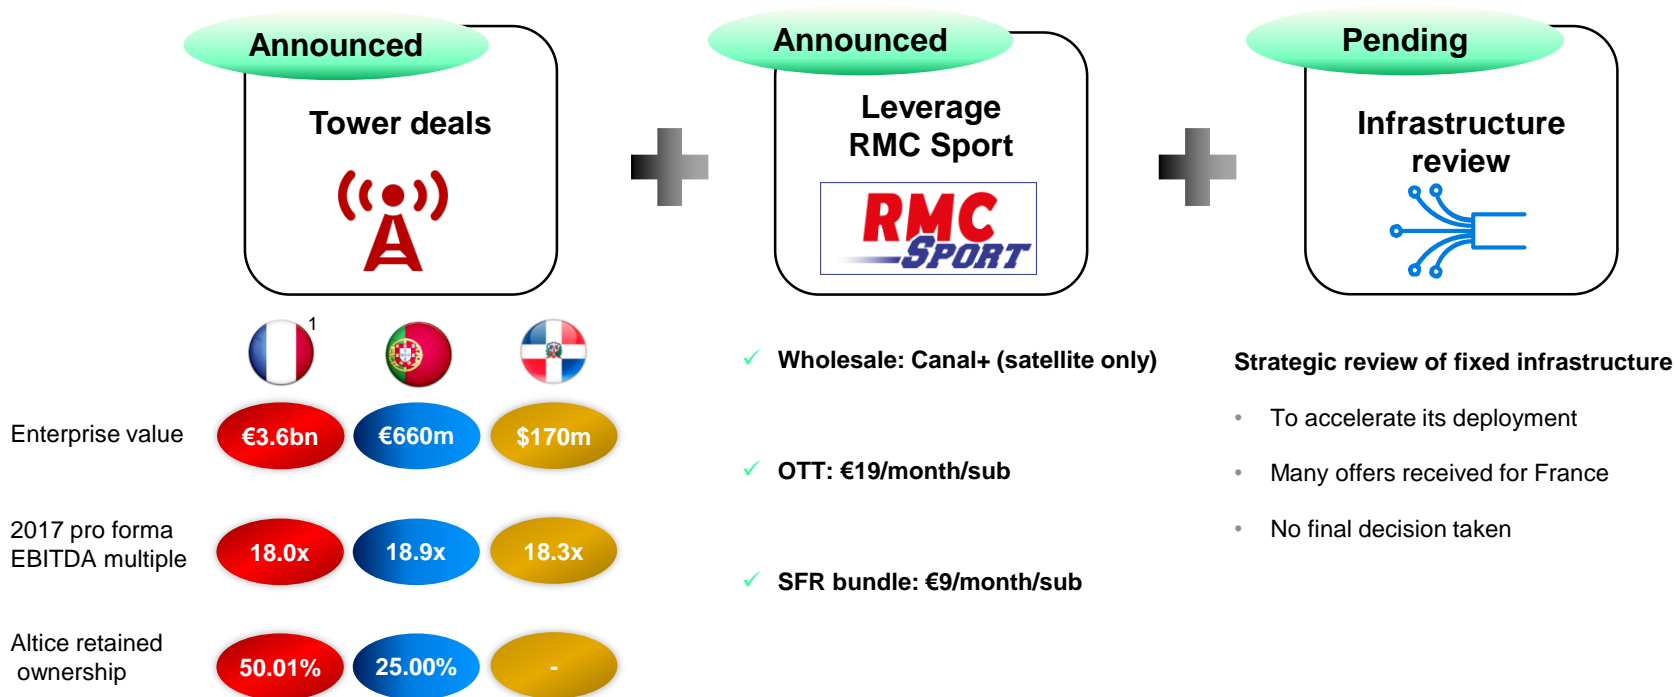 Announced
Tower deals
1
Enterprise value
€3.6bn
€660m
$170m
2017 pro forma
EBITDA multiple
18.0x
18.9x
18.3x
Altice retained
ownership
50.01%
25.00%
-
Announced
Leverage
RMC Sport
RMC
SPORT
✓ Wholesale: Canal+ (satellite only)
✓ OTT: €19/month/sub
✓ SFR bundle: €9/month/sub
Pending
Infrastructure
review
Strategic review of fixed infrastructure
• To accelerate its deployment
• Many offers received for France
• No final decision taken